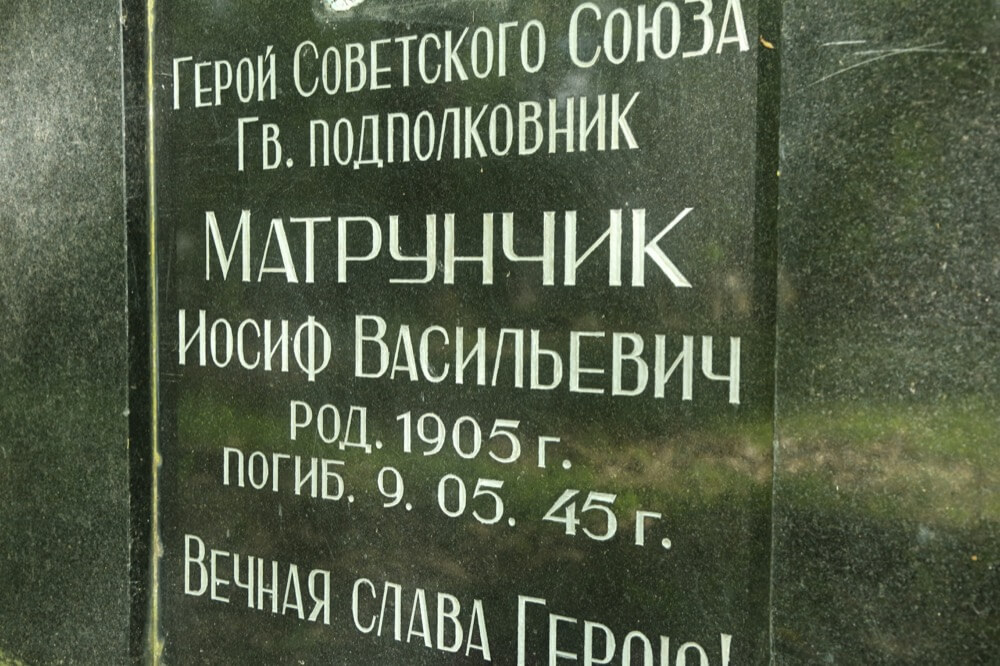 Герой Советского Союза
Гв. подполковник
Матрунчик
Иосиф Васильевич
род. 1905 г.
погиб. 9. 05. 45 г.
Вечная слава Герою!